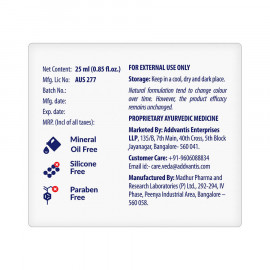 Net Content: 25 ml (0.85 fl.oz.)
Mfg. Lic No: AUS 277
Batch No.:
Mfg. date:
Exp. date:
MRP. (Incl of all taxes):
Mineral
Oil Free
Silicone
Free
Paraben
Free
FOR EXTERNAL USE ONLY
Storage: Keep in a cool, dry and dark place.
Natural formulation tend to change colour
over time. However, the product efficacy
remains unchanged.
PROPRIETARY AYURVEDIC MEDICINE
Marketed By: Addvantis Enterprises
LLP, 135/B, 7th Main, 40th Cross, 5th Block
Jayanagar, Bangalore- 560 041.
Customer Care: +91-9606088834
Email id:- care.veda@addvantis.com
Manufactured By: Madhur Pharma and
Research Laboratories (P) Ltd., 292-294, IV
Phase, Peenya Industrial Area, Bangalore –
560 058.